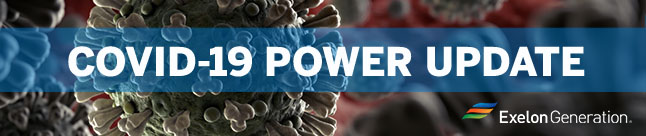 COVID-19 POWER UPDATE
Exelon Generation®